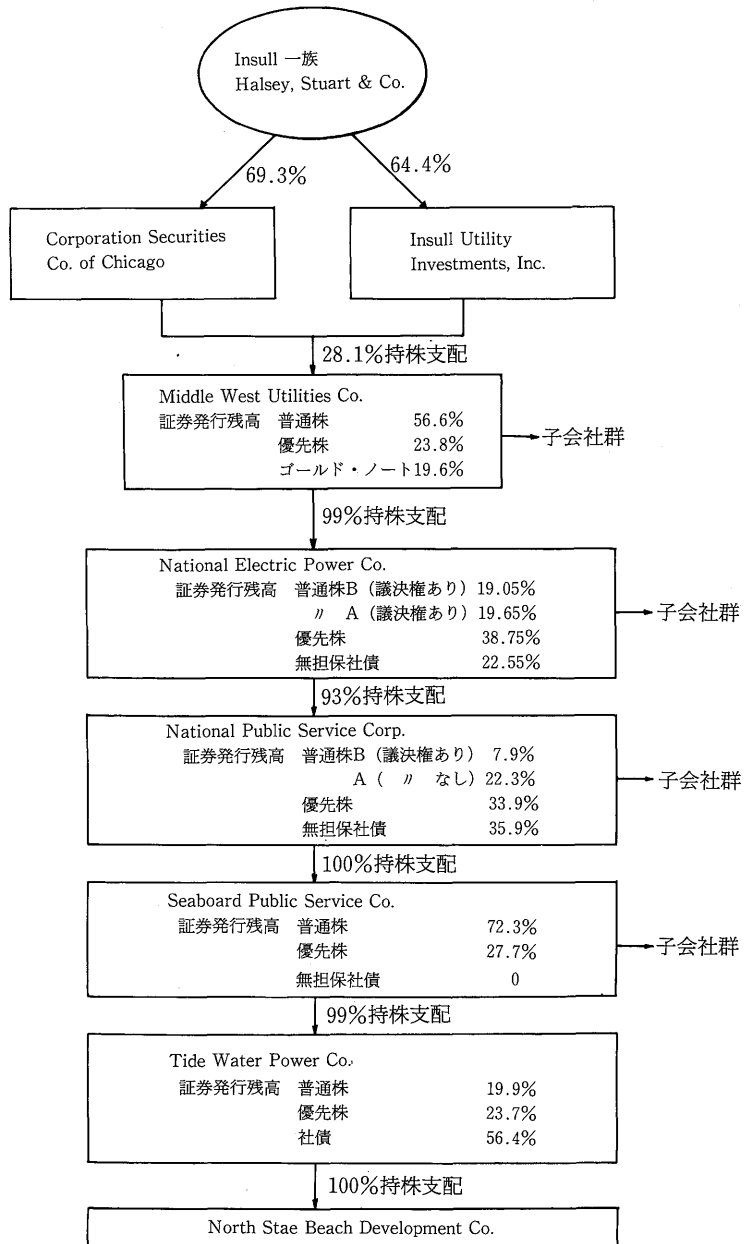 Insull 一族
Halsey, Stuart & Co.
69.3%
64.4%
Corporation Securities
Co. of Chicago
Insull Utility
Investments, Inc.
28.1%持株支配
Middle West Utilities Co.
証券発行残高 普通株 56.6%
優先株 23.8%
ゴールド・ノート19.6%
子会社群
99%持株支配
National Electric Power Co.
証券発行残高 普通株B(議決権あり) 19.05%
〃 A(議決権あり) 19.65%
優先株 38.75%
無担保社債 22.55%
子会社群
93%持株支配
National Public Service Corp.
証券発行残高 普通株B(議決権あり) 7.9%
A( 〃 なし) 22.3%
優先株 33.9%
無担保社債 35.9%
子会社群
100%持株支配
Seaboard Public Service Co.
証券発行残高 普通株 72.3%
優先株 27.7%
無担保社債 0
子会社群
99%持株支配
Tide Water Power Co.
証券発行残高 普通株 19.9%
優先株 23.7%
社債 56.4%
100%持株支配
North Stae Beach Development Co.